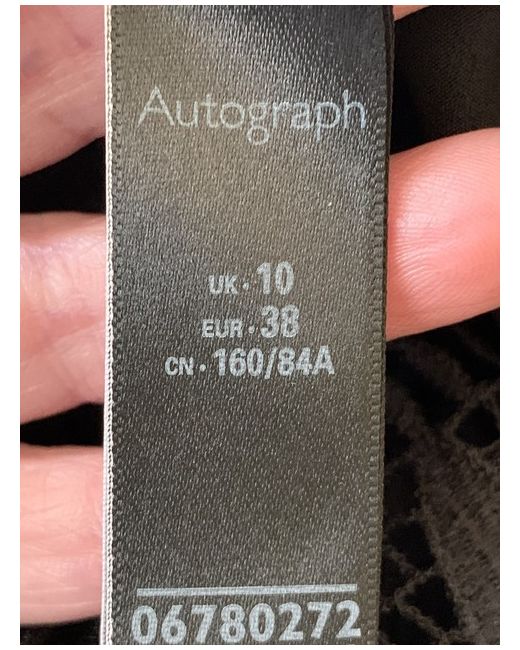 Autograph
UK · 10
EUR · 38
CN · 160/84A
06780272